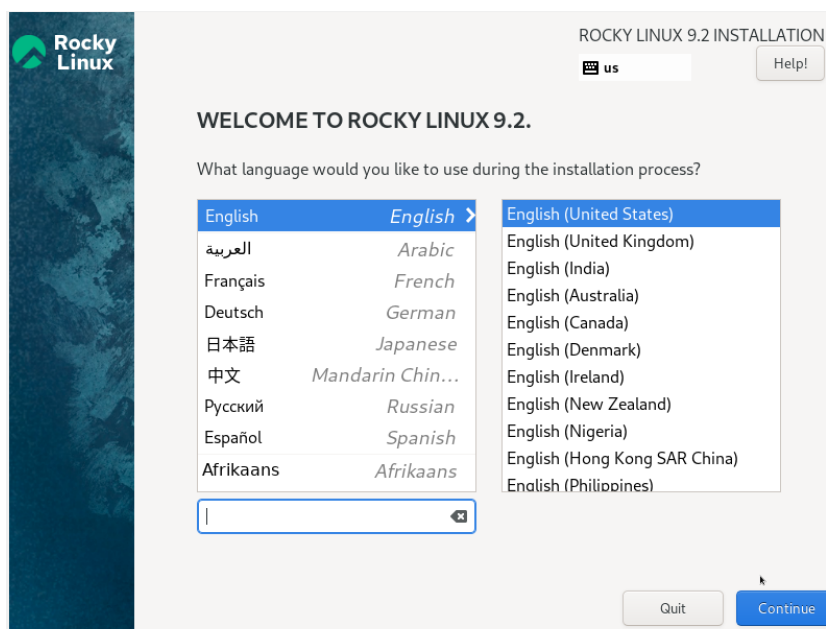 Rocky
Linux
ROCKY LINUX 9.2 INSTALLATION
us
Help!
WELCOME TO ROCKY LINUX 9.2.
What language would you like to use during the installation process?
English English
العربية Arabic
Français French
Deutsch German
日本語 Japanese
中文 Mandarin Chin...
Русский Russian
Español Spanish
Afrikaans Afrikaans
English (United States)
English (United Kingdom)
English (India)
English (Australia)
English (Canada)
English (Denmark)
English (Ireland)
English (New Zealand)
English (Nigeria)
English (Hong Kong SAR China)
English (Philippines)
Quit
Continue